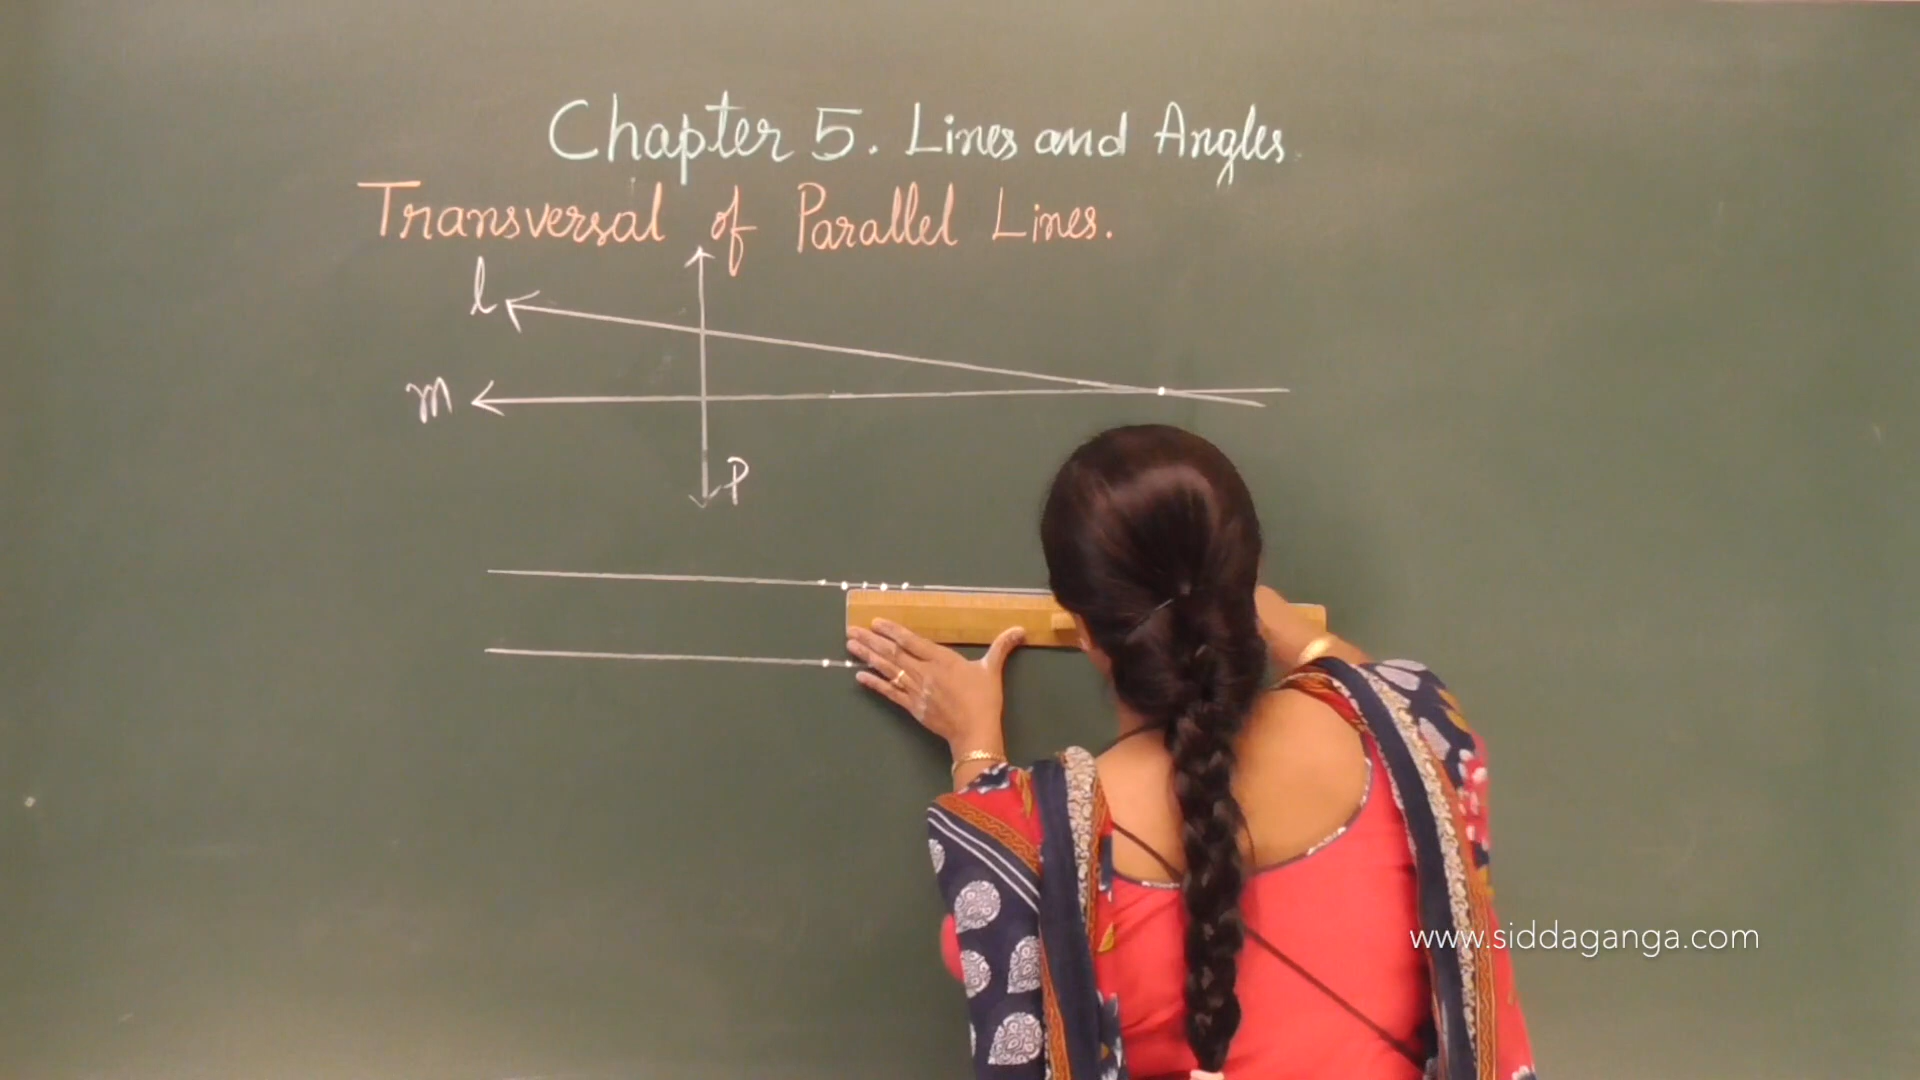 Chapter 5. Lines and Angles.
Transversal of Parallel Lines.
l
m
P
www.siddaganga.com